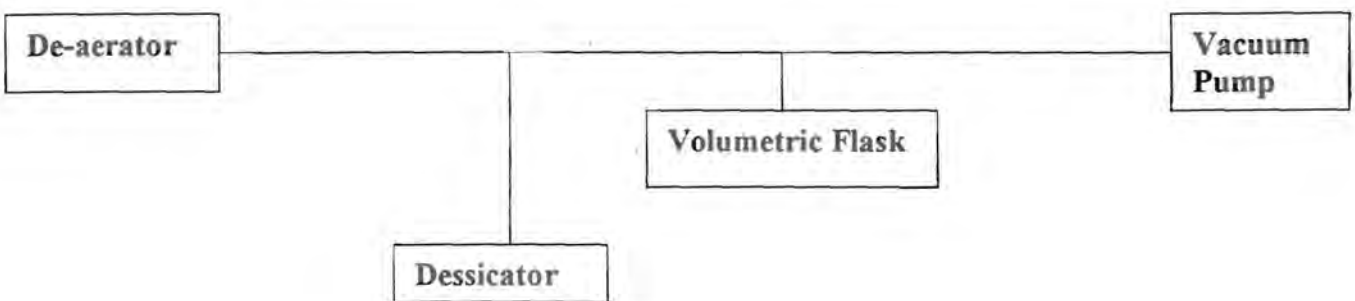 De-aerator
Vacuum
Pump
Volumetric Flask
Dessicator